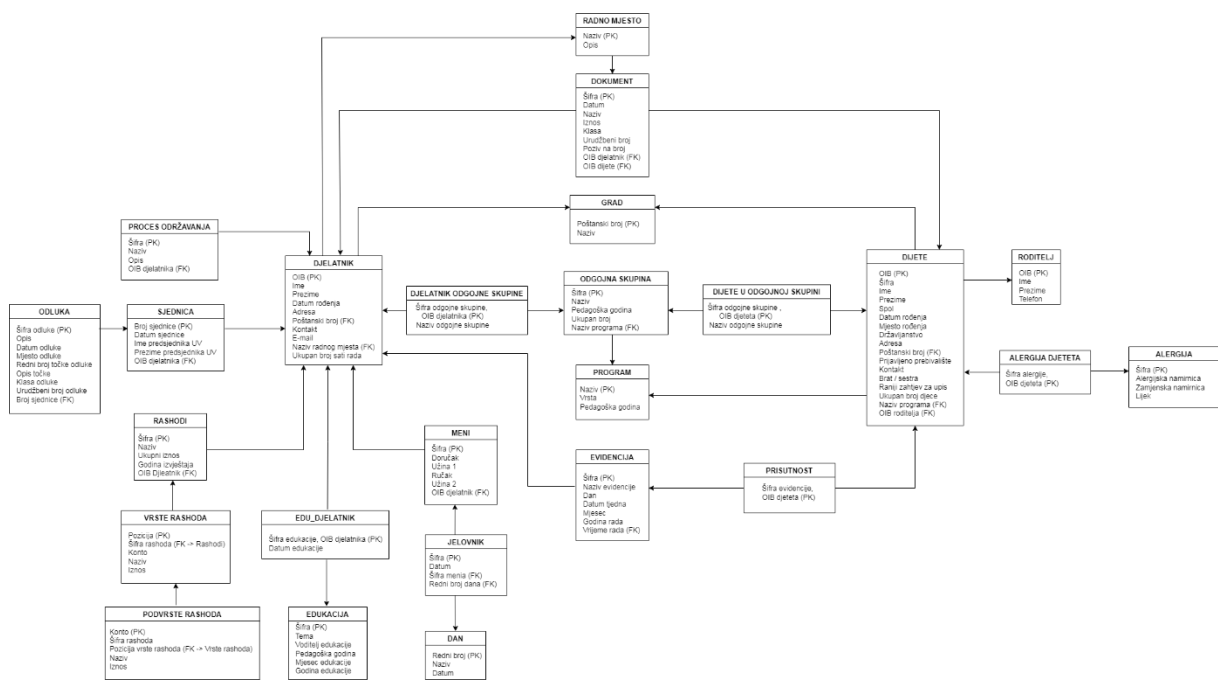 RADNO MJESTO
Naziv (PK)
Opis
DOKUMENT
Šifra (PK)
Datum
Naziv
Iznos
Klasa
Urudžbeni broj
Poziv na broj
OIB djelatnik (FK)
OIB dijete (FK)
GRAD
Poštanski broj (PK)
Naziv
PROCES ODRŽAVANJA
Šifra (PK)
Naziv
Opis
OIB djelatnika (FK)
DJELATNIK
OIB (PK)
Ime
Prezime
Datum rođenja
Adresa
Poštanski broj (FK)
Kontakt
E-mail
Naziv radnog mjesta (FK)
Ukupan broj sati rada
DJELATNIK ODGOJNE SKUPINE
Šifra odgojne skupine,
OIB djelatnika (PK)
Naziv odgojne skupine
ODGOJNA SKUPINA
Šifra (PK)
Naziv
Pedagoška godina
Ukupan broj
Naziv programa (FK)
DIJETE U ODGOJNOJ SKUPINI
Šifra odgojne skupine ,
OIB djeteta (PK)
Naziv odgojne skupine
DIJETE
OIB (PK)
Šifra
Ime
Prezime
Spol
Datum rođenja
Mjesto rođenja
Državljanstvo
Adresa
Poštanski broj (FK)
Prijavljeno prebivalište
Kontakt
Brat / sestra
Raniji zahtjev za upis
Ukupan broj djece
Naziv programa (FK)
OIB roditelja (FK)
RODITELJ
OIB (PK)
Ime
Prezime
Telefon
ODLUKA
Šifra odluke (PK)
Opis
Datum odluke
Mjesto odluke
Redni broj točke odluke
Opis točke
Klasa odluke
Urudžbeni broj odluke
Broj sjednice (FK)
SJEDNICA
Broj sjednice (PK)
Datum sjednice
Ime predsjednika UV
Prezime predsjednika UV
OIB djelatnika (FK)
ALERGIJA DJETETA
Šifra alergije,
OIB djeteta (PK)
ALERGIJA
Šifra (PK)
Alergijska namirnica
Zamjenska namirnica
Lijek
PROGRAM
Naziv (PK)
Vrsta
Pedagoška godina
RASHODI
Šifra (PK)
Naziv
Ukupni iznos
Godina izvještaja
OIB Djelatnik (FK)
MENI
Šifra (PK)
Doručak
Užina 1
Ručak
Užina 2
OIB djelatnik (FK)
EVIDENCIJA
Šifra (PK)
Naziv evidencije
Dan
Datum tjedna
Mjesec
Godina rada
Vrijeme rada (FK)
PRISUTNOST
Šifra evidencije,
OIB djeteta (PK)
VRSTE RASHODA
Pozicija (PK)
Šifra rashoda (FK -> Rashodi)
Konto
Naziv
Iznos
EDU_DJELATNIK
Šifra edukacije, OIB djelatnika (PK)
Datum edukacije
JELOVNIK
Šifra (PK)
Datum
Šifra menia (FK)
Redni broj dana (FK)
PODVRSTE RASHODA
Konto (PK)
Šifra rashoda
Pozicija vrste rashoda (FK -> Vrste rashoda)
Naziv
Iznos
EDUKACIJA
Šifra (PK)
Tema
Voditelj edukacije
Pedagoška godina
Mjesec edukacije
Godina edukacije
DAN
Redni broj (PK)
Naziv
Datum